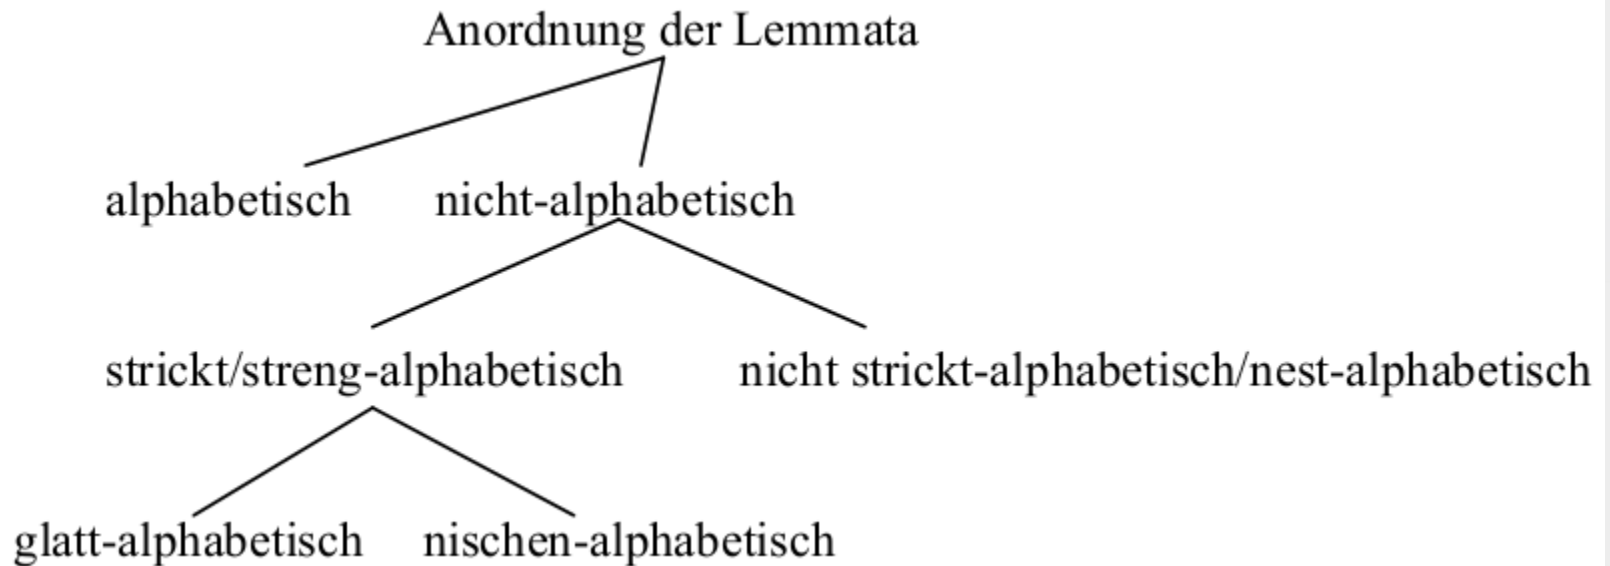 Anordnung der Lemmata
alphabetisch nicht-alphabetisch
strickt/streng-alphabetisch nicht strickt-alphabetisch/nest-alphabetisch
glatt-alphabetisch nischen-alphabetisch